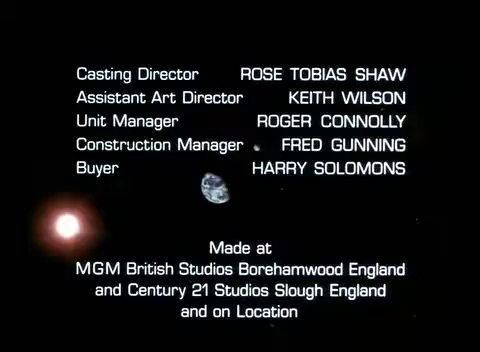 Casting Director ROSE TOBIAS SHAW
Assistant Art Director KEITH WILSON
Unit Manager ROGER CONNOLLY
Construction Manager FRED GUNNING
Buyer HARRY SOLOMONS
Made at
MGM British Studios Borehamwood England
and Century 21 Studios Slough England
and on Location